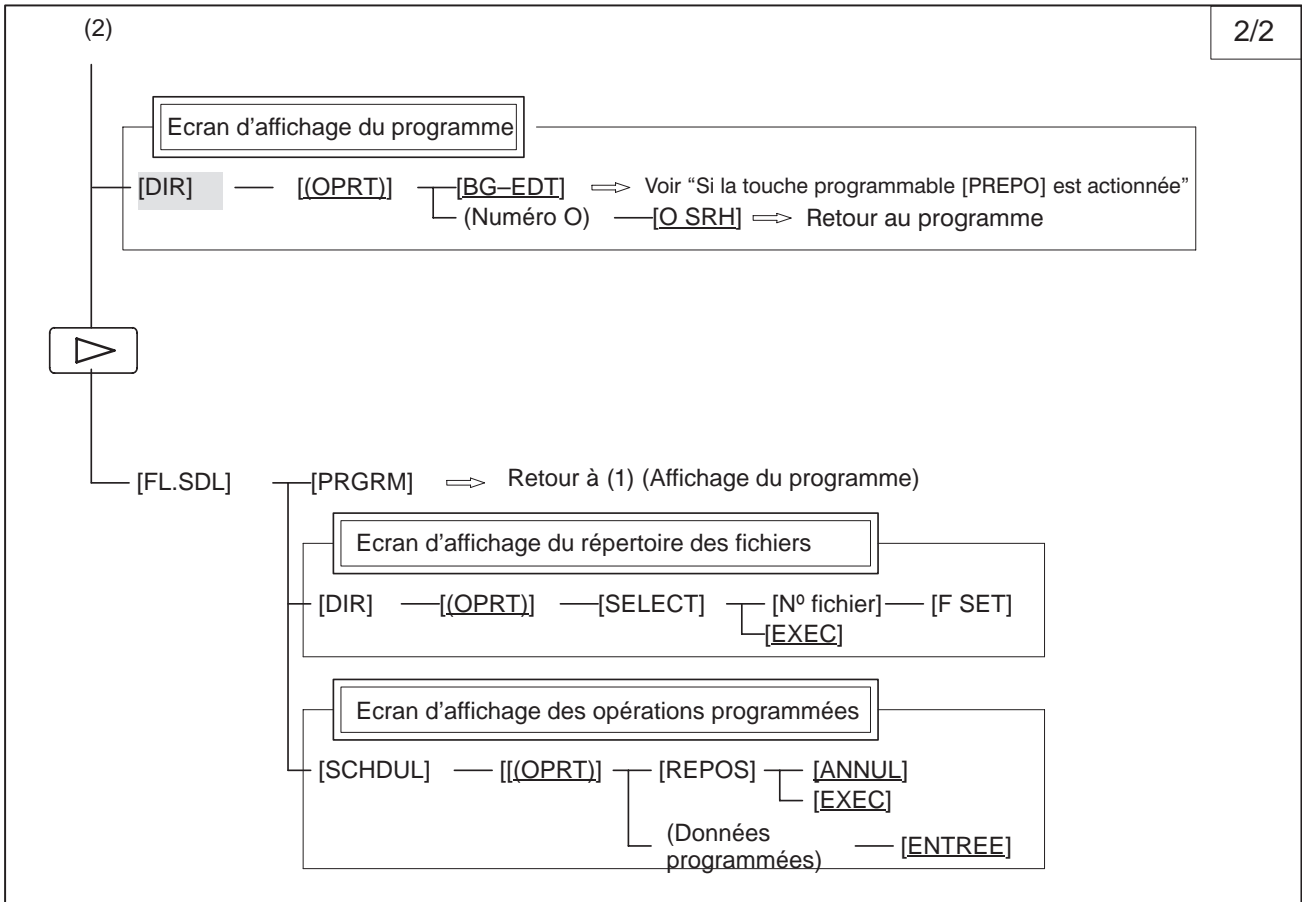 (2)
2/2
Ecran d'affichage du programme
[DIR] [(OPRT)] [BG–EDT] Voir “Si la touche programmable [PREPO] est actionnée”
(Numéro O) [O SRH] Retour au programme
[FL.SDL] [PRGRM] Retour à (1) (Affichage du programme)
Ecran d'affichage du répertoire des fichiers
[DIR] [(OPRT)] [SELECT] [Nº fichier] [F SET]
[EXEC]
Ecran d'affichage des opérations programmées
[SCHDUL] [[(OPRT)] [REPOS] [ANNUL]
[EXEC]
(Données
programmées) [ENTREE]